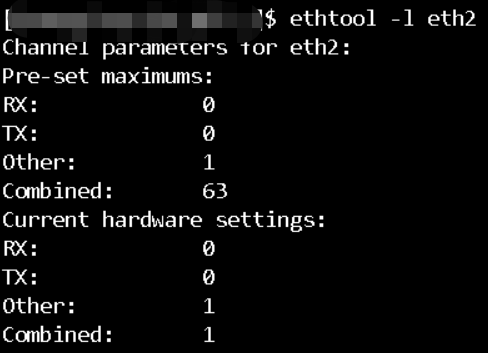 [ ]$ ethtool -l eth2
Channel parameters for eth2:
Pre-set maximums:
RX: 0
TX: 0
Other: 1
Combined: 63
Current hardware settings:
RX: 0
TX: 0
Other: 1
Combined: 1